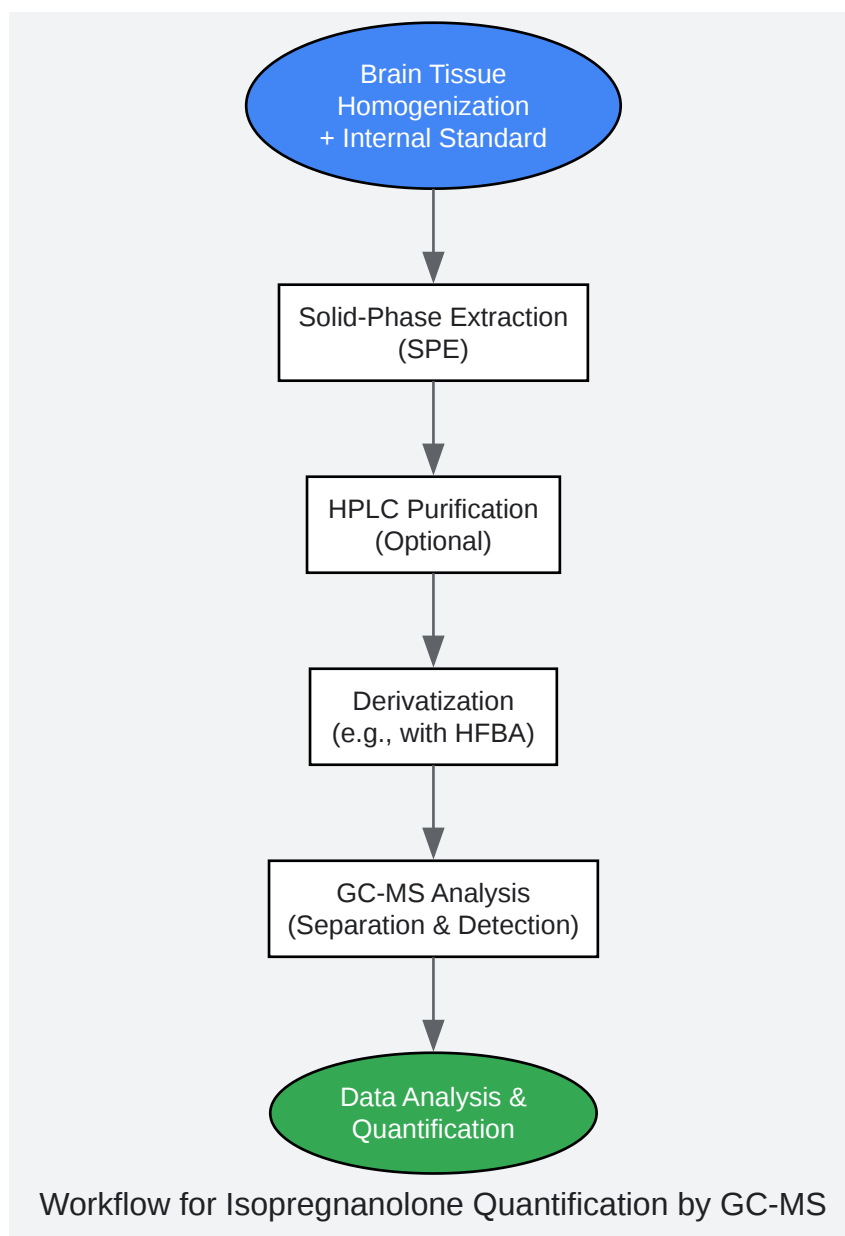 Brain Tissue
Homogenization
+ Internal Standard
Solid-Phase Extraction
(SPE)
HPLC Purification
(Optional)
Derivatization
(e.g., with HFBA)
GC-MS Analysis
(Separation & Detection)
Data Analysis &
Quantification
Workflow for Isopregnanolone Quantification by GC-MS